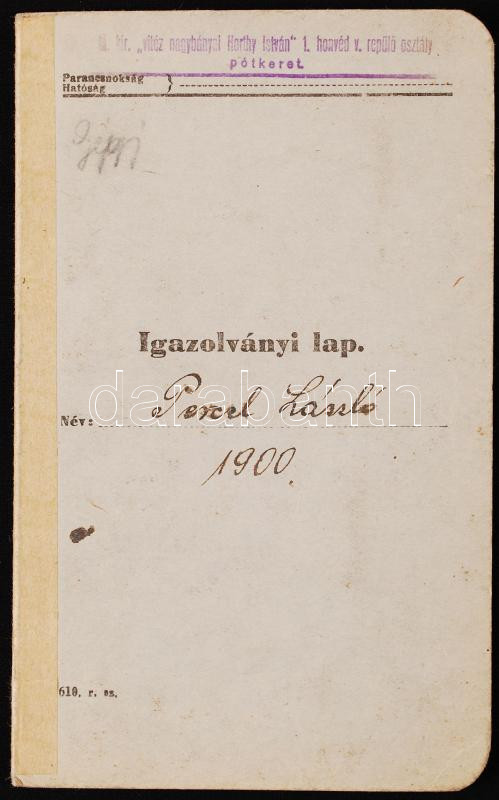 M. kir. „vitéz nagybányai Horthy István" 1. honvéd v. repülő osztály
pótkeret.
Parancsnokság
Hatóság }
Igazolványi lap.
darabanth
Név: Percel László
1900.
610. r. sz.